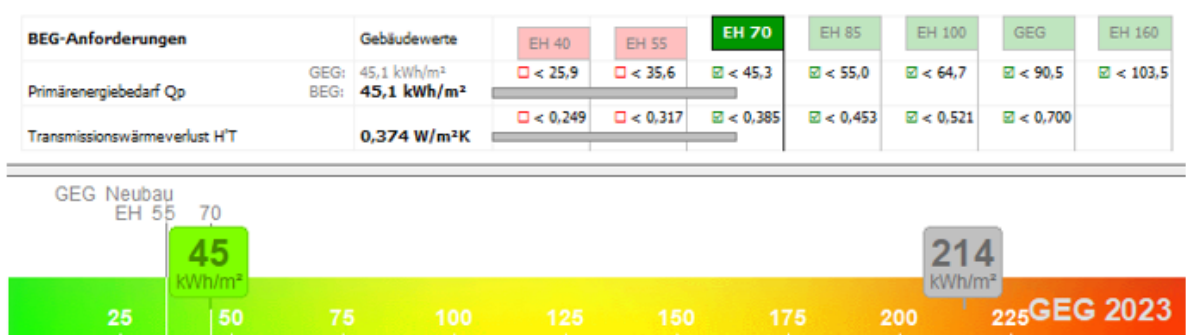 BEG-Anforderungen Gebäudewerte EH 40 EH 55 EH 70 EH 85 EH 100 GEG EH 160
GEG: 45,1 kWh/m² < 25,9 < 35,6 < 45,3 < 55,0 < 64,7 < 90,5 < 103,5
Primärenergiebedarf Qp BEG: 45,1 kWh/m²
< 0,249 < 0,317 < 0,385 < 0,453 < 0,521 < 0,700
Transmissionswärmeverlust H'T 0,374 W/m²K
GEG Neubau
EH 55 70
45 214
kWh/m² kWh/m²
25 50 75 100 125 150 175 200 225 GEG 2023